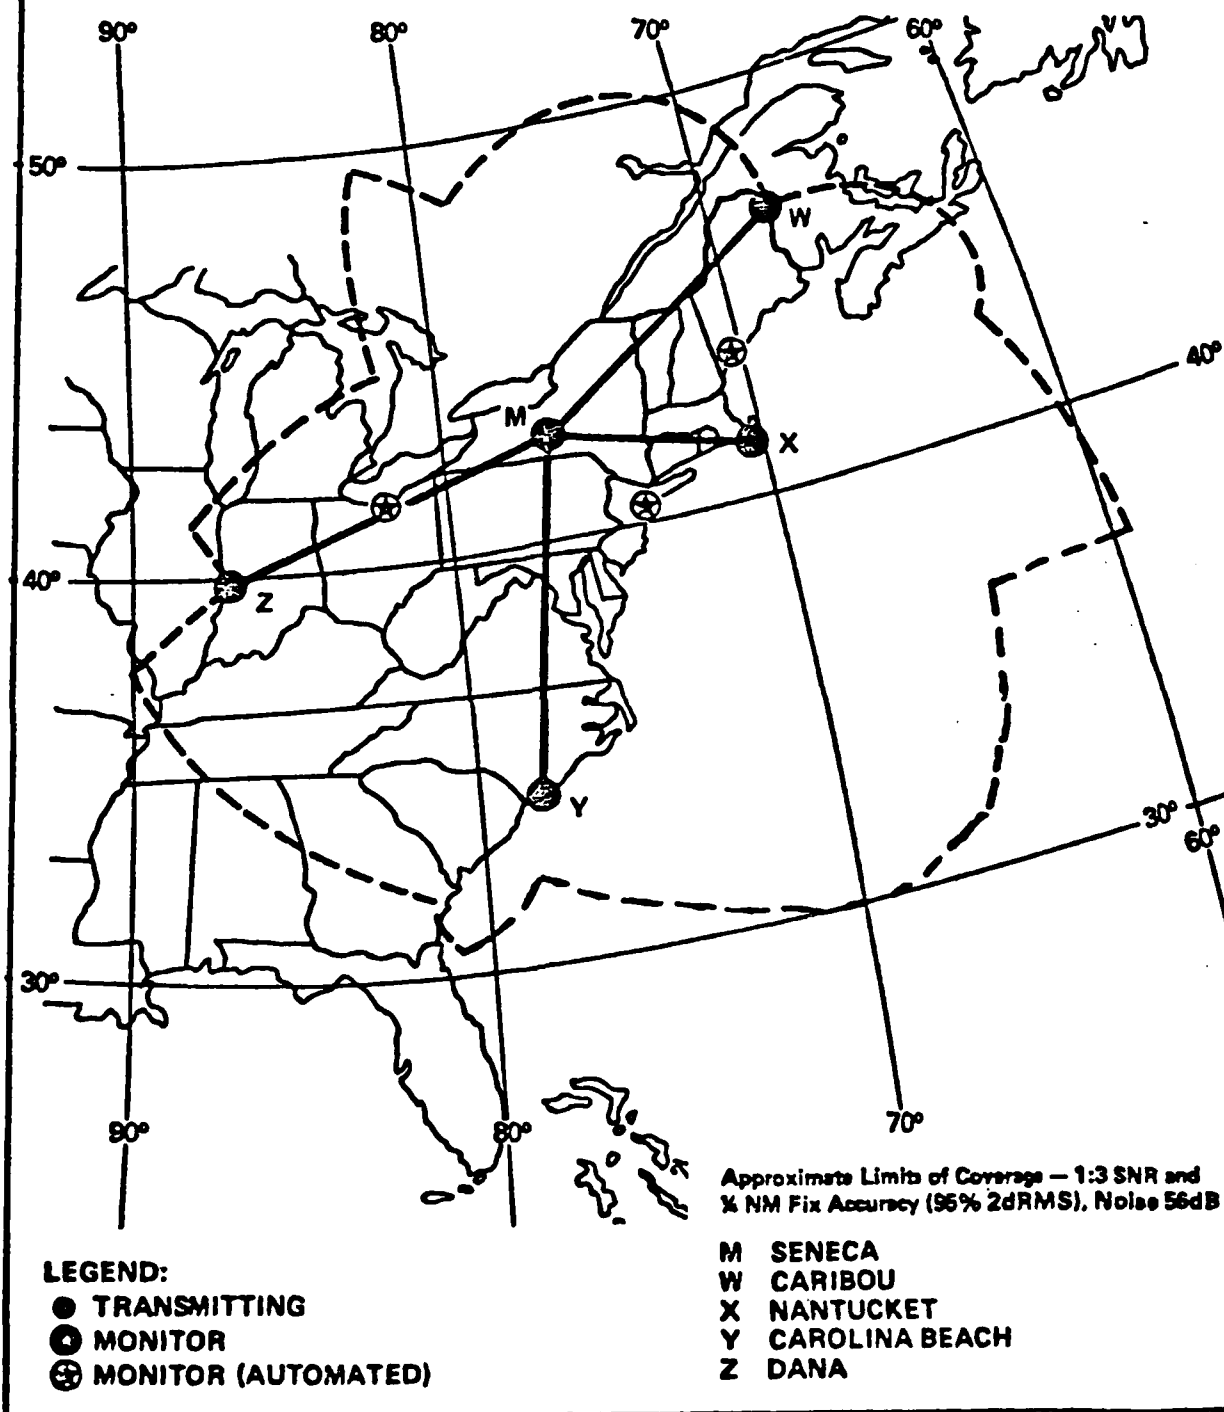 90° 80° 70° 60°
50°
W
40°
M
X
40°
Z
Y
30°
60°
30°
90° 80° 70°
Approximate Limits of Coverage — 1:3 SNR and
¼ NM Fix Accuracy (95% 2dRMS), Noise 56dB
M SENECA
W CARIBOU
X NANTUCKET
Y CAROLINA BEACH
Z DANA
LEGEND:
TRANSMITTING
MONITOR
MONITOR (AUTOMATED)